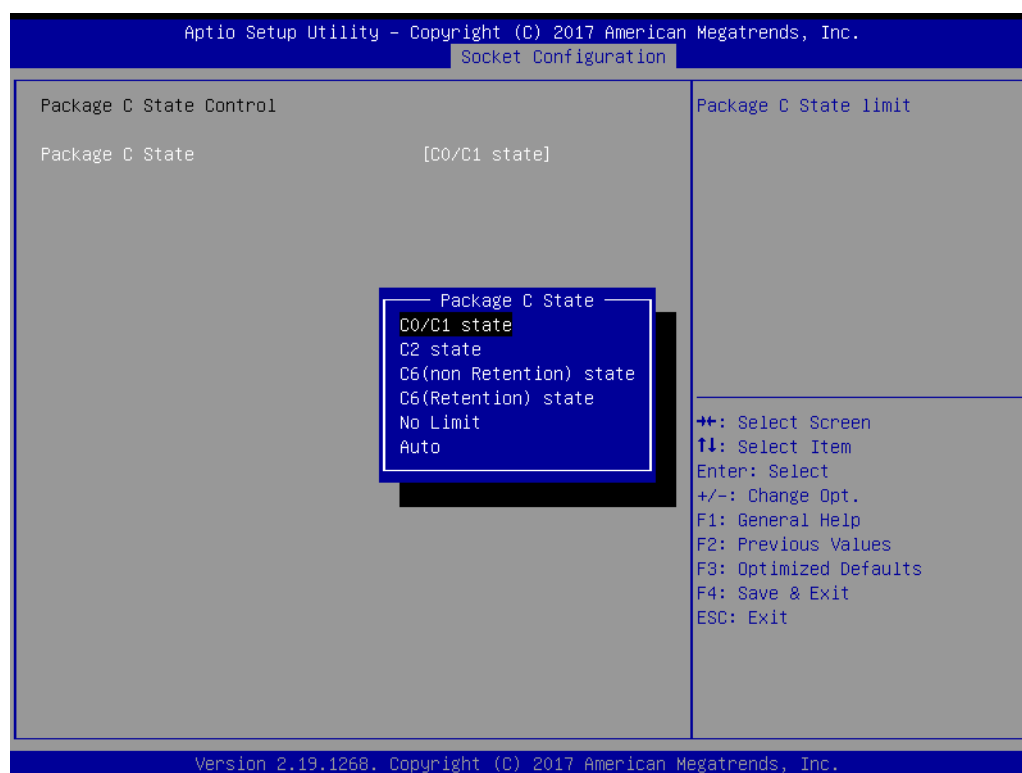 Aptio Setup Utility – Copyright (C) 2017 American Megatrends, Inc.
Socket Configuration
Package C State Control
Package C State [C0/C1 state]
Package C State
C0/C1 state
C2 state
C6(non Retention) state
C6(Retention) state
No Limit
Auto
Package C State limit
→←: Select Screen
↑↓: Select Item
Enter: Select
+/-: Change Opt.
F1: General Help
F2: Previous Values
F3: Optimized Defaults
F4: Save & Exit
ESC: Exit
Version 2.19.1268. Copyright (C) 2017 American Megatrends, Inc.